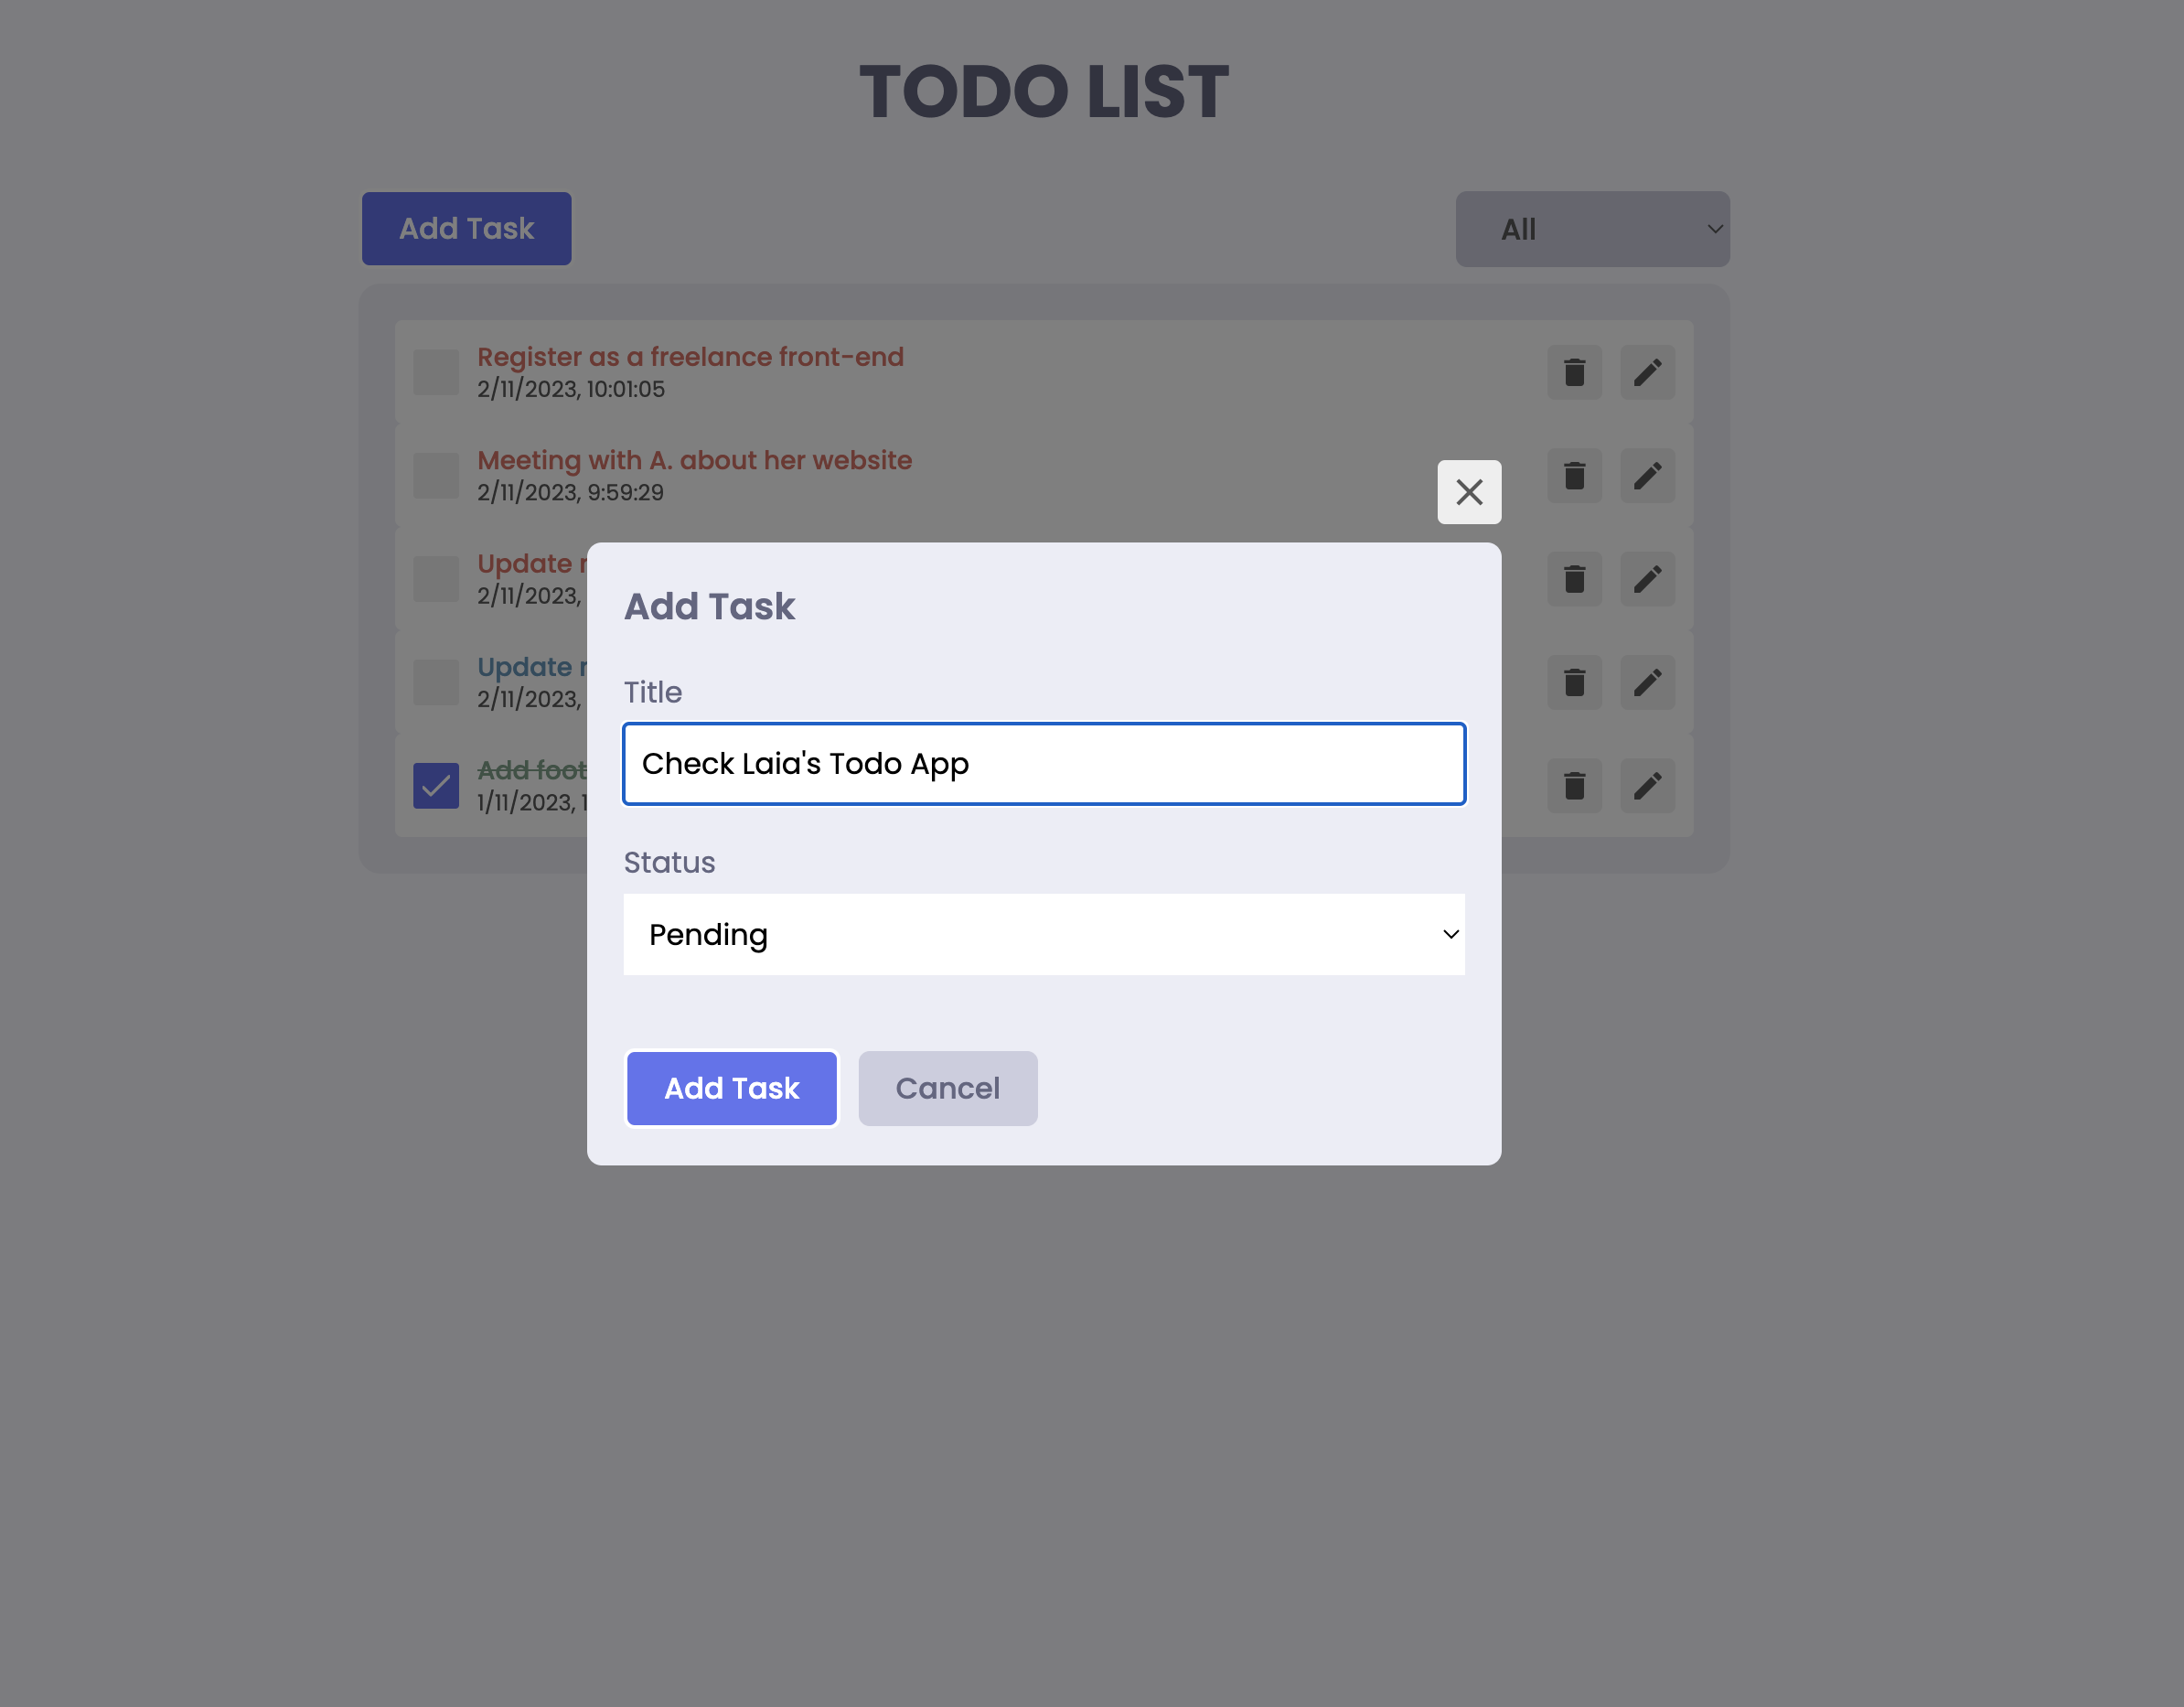 TODO LIST
Add Task
All
Register as a freelance front-end
2/11/2023, 10:01:05
Meeting with A. about her website
2/11/2023, 9:59:29
Update
2/11/2023,
Update
2/11/2023,
Add foot
1/11/2023, 1
Add Task
Title
Check Laia's Todo App
Status
Pending
Add Task
Cancel